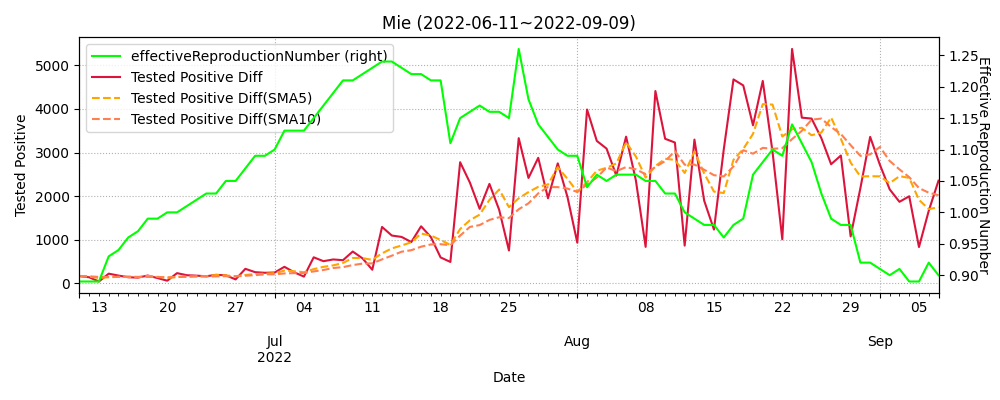 Mie (2022-06-11~2022-09-09)
effectiveReproductionNumber (right)
Tested Positive Diff
Tested Positive Diff(SMA5)
Tested Positive Diff(SMA10)
Tested Positive
5000
4000
3000
2000
1000
0
1.25
1.20
1.15
1.10
1.05
1.00
0.95
0.90
Effective Reproduction Number
13 20 27 04 11 18 25 08 15 22 29 05
Jul Aug Sep
2022
Date